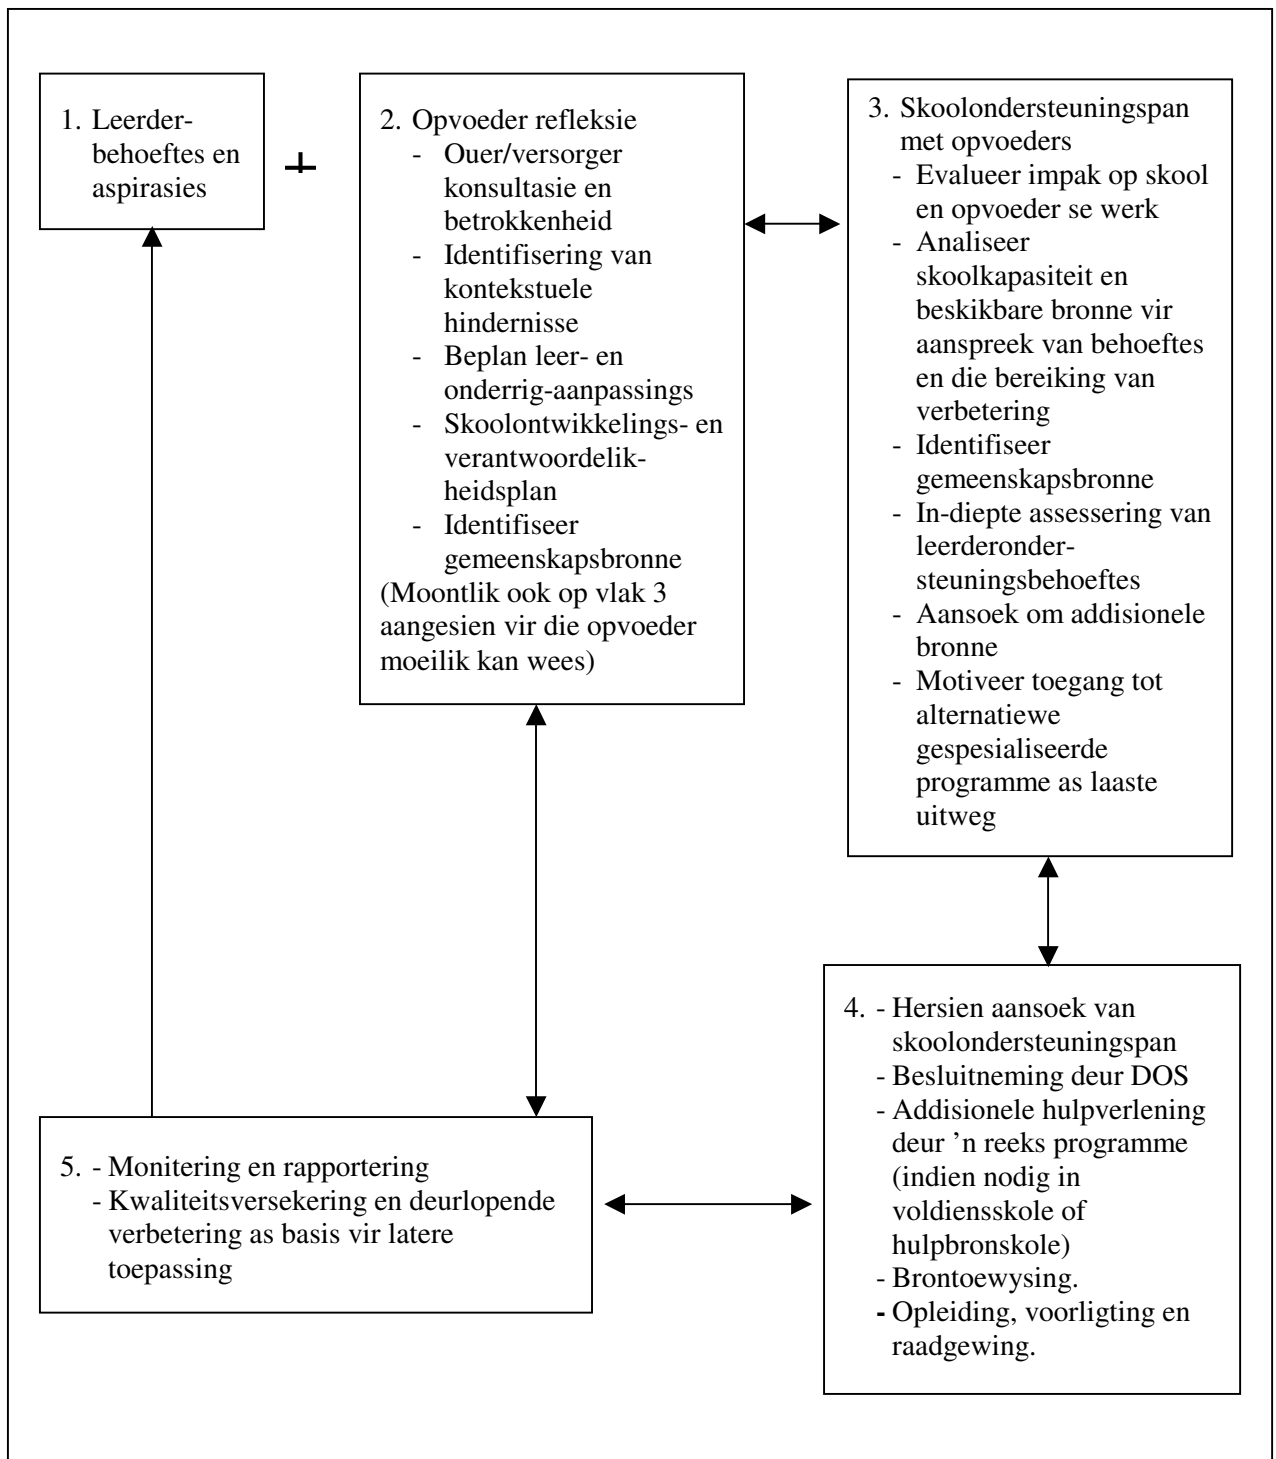 1. Leerder-
behoeftes en
aspirasies
+
2. Opvoeder refleksie
- Ouer/versorger
konsultasie en
betrokkenheid
- Identifisering van
kontekstuele
hindernisse
- Beplan leer- en
onderrig-aanpassings
- Skoolontwikkelings- en
verantwoordelik-
heidsplan
- Identifiseer
gemeenskapsbronne
(Moontlik ook op vlak 3
aangesien vir die opvoeder
moeilik kan wees)
3. Skoolondersteuningspan
met opvoeders
- Evalueer impak op skool
en opvoeder se werk
- Analiseer
skoolkapasiteit en
beskikbare bronne vir
aanspreek van behoeftes
en die bereiking van
verbetering
- Identifiseer
gemeenskapsbronne
- In-diepte assessering van
leerderonder-
steuningsbehoeftes
- Aansoek om addisionele
bronne
- Motiveer toegang tot
alternatiewe
gespesialiseerde
programme as laaste
uitweg
4. - Hersien aansoek van
skoolondersteuningspan
- Besluitneming deur DOS
- Addisionele hulpverlening
deur ’n reeks programme
(indien nodig in
voldiensskole of
hulpbronskole)
- Brontoewysing.
- Opleiding, voorligting en
raadgewing.
5. - Monitering en rapportering
- Kwaliteitsversekering en deurlopende
verbetering as basis vir latere
toepassing